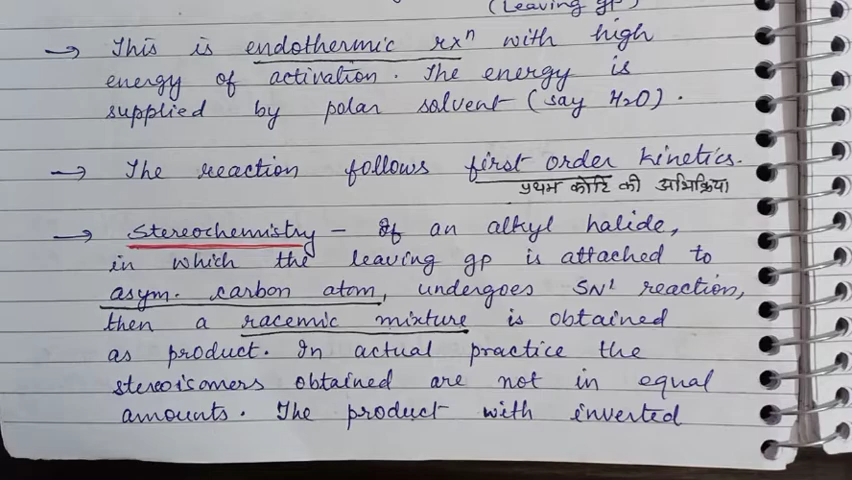 (Leaving gp)
→ This is endothermic rxⁿ with high
energy of activation. The energy is
supplied by polar solvent (say H2O).
→ The reaction follows first order kinetics.
प्रथम कोटि की अभिक्रिया
→ Stereochemistry – If an alkyl halide,
in which the leaving gp is attached to
asym. carbon atom, undergoes SN¹ reaction,
then a racemic mixture is obtained
as product. In actual practice the
stereoisomers obtained are not in equal
amounts. The product with inverted